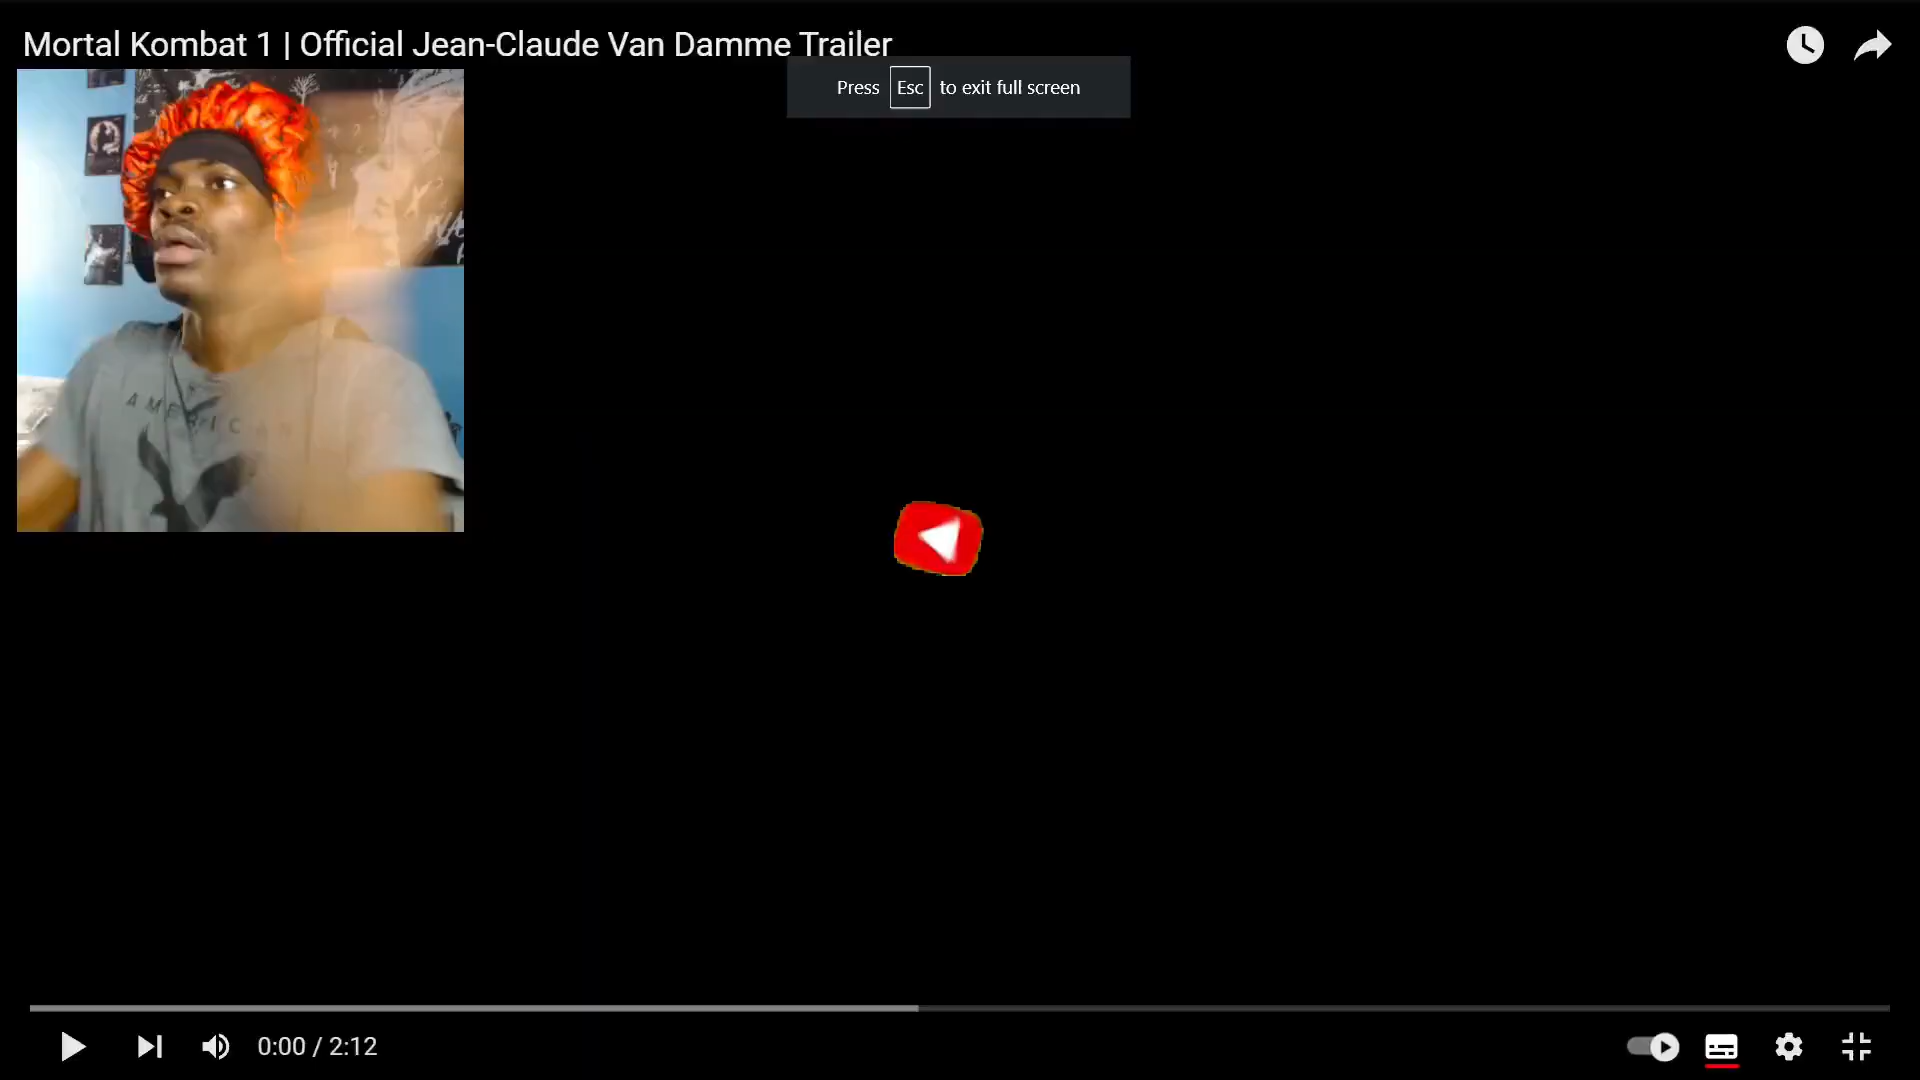 Mortal Kombat 1 | Official Jean-Claude Van Damme Trailer
Press Esc to exit full screen
AMERICAN
0:00 / 2:12